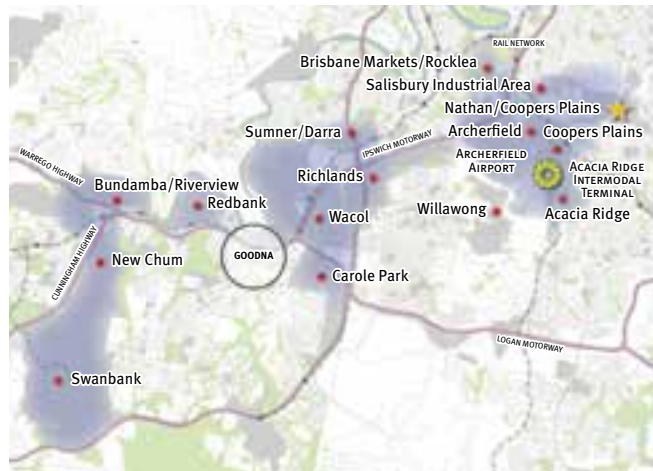 RAIL NETWORK
Brisbane Markets/Rocklea
Salisbury Industrial Area
Nathan/Coopers Plains
Sumner/Darra
IPSWICH MOTORWAY
Archerfield
Coopers Plains
ARCHERFIELD
AIRPORT
ACACIA RIDGE
INTERMODAL
TERMINAL
WARREGO HIGHWAY
Bundamba/Riverview
Redbank
Richlands
Wacol
Willawong
Acacia Ridge
CUNNINGHAM HIGHWAY
New Chum
GOODNA
Carole Park
LOGAN MOTORWAY
Swanbank